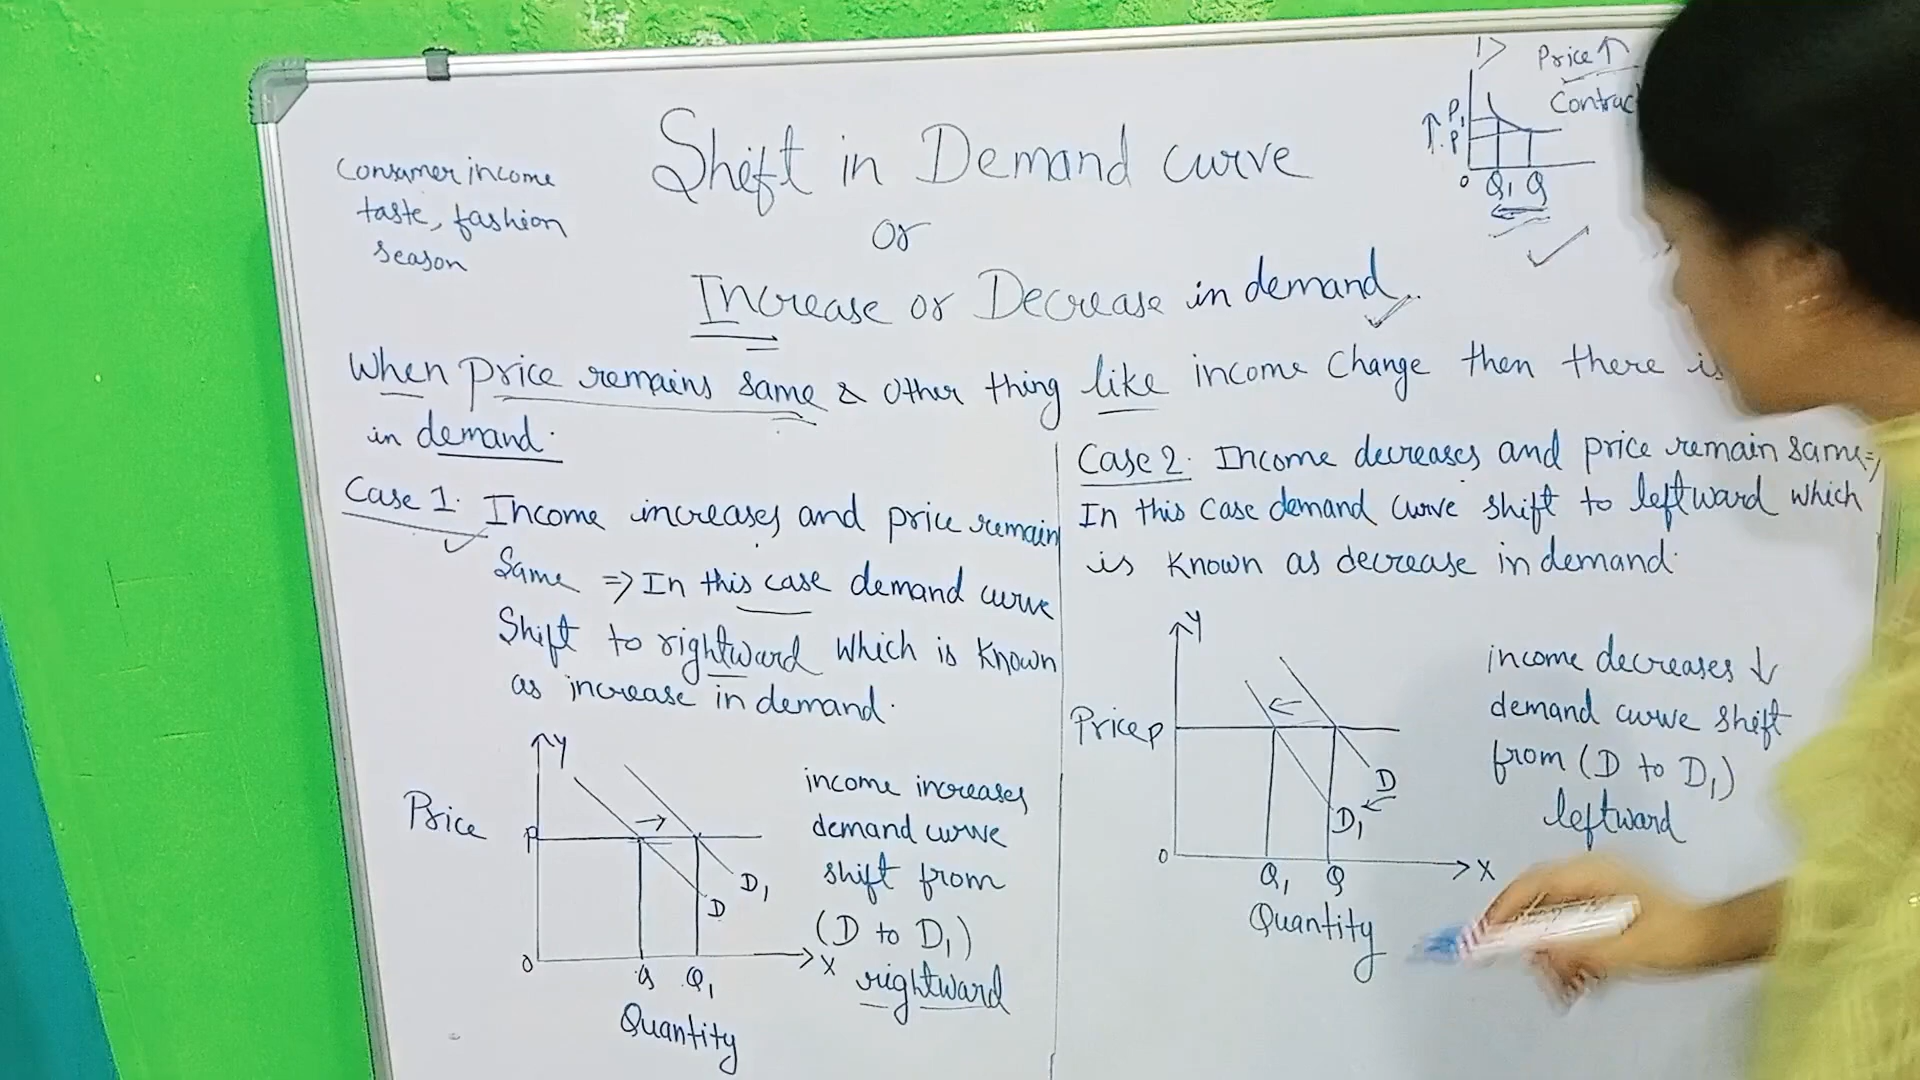 Shift in Demand curve
or
Increase or Decrease in demand
Consumer income
taste, fashion
season
1> Price ↑
P1
↑ P
0 Q1 Q
When price remains same & Other thing like income Change then there is
in demand.
Case 1. Income increases and price remain
Same => In this case demand curve
Shift to rightward which is known
as increase in demand.
Y
Price P
D1
D
0 X
Q Q1
Quantity
income increases
demand curve
shift from
(D to D1)
rightward
Case 2. Income decreases and price remain same =>
In this case demand curve shift to leftward which
is known as decrease in demand.
Y
Price P
←
D
D1 ←
0 X
Q1 Q
Quantity
income decreases ↓
demand curve shift
from (D to D1)
leftward